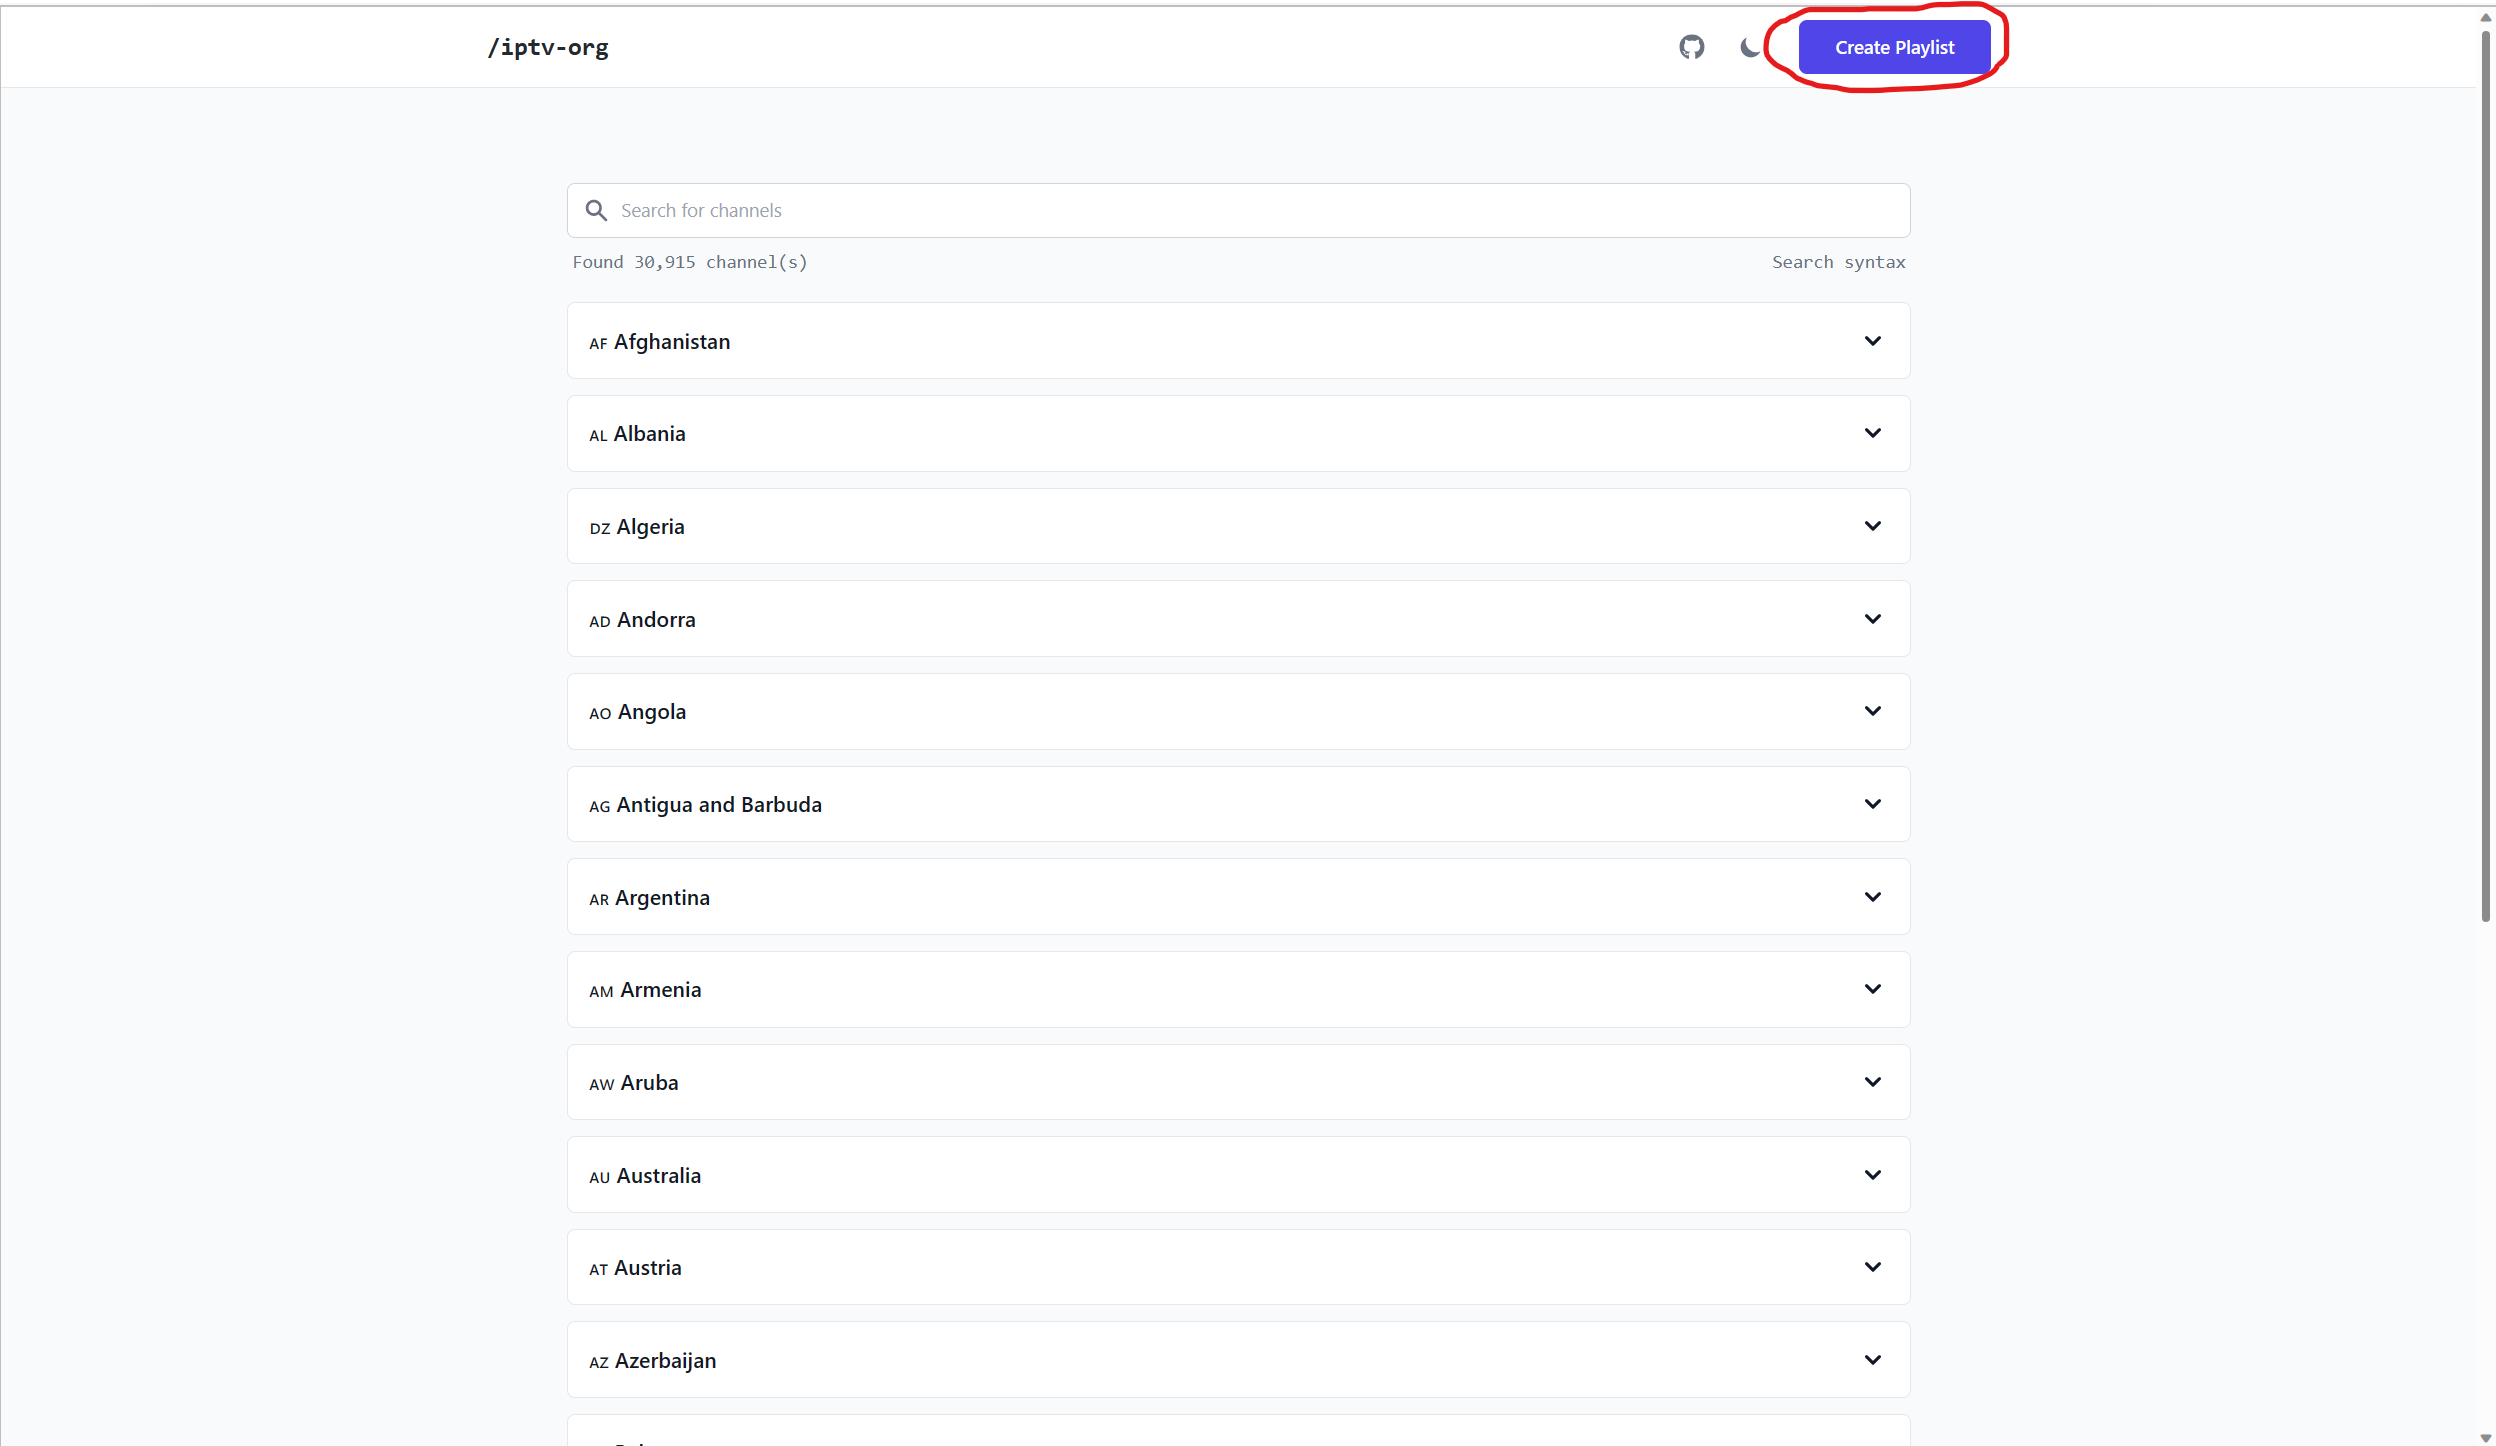 /iptv-org
Create Playlist
Search for channels
Found 30,915 channel(s)
Search syntax
AF Afghanistan
AL Albania
DZ Algeria
AD Andorra
AO Angola
AG Antigua and Barbuda
AR Argentina
AM Armenia
AW Aruba
AU Australia
AT Austria
AZ Azerbaijan